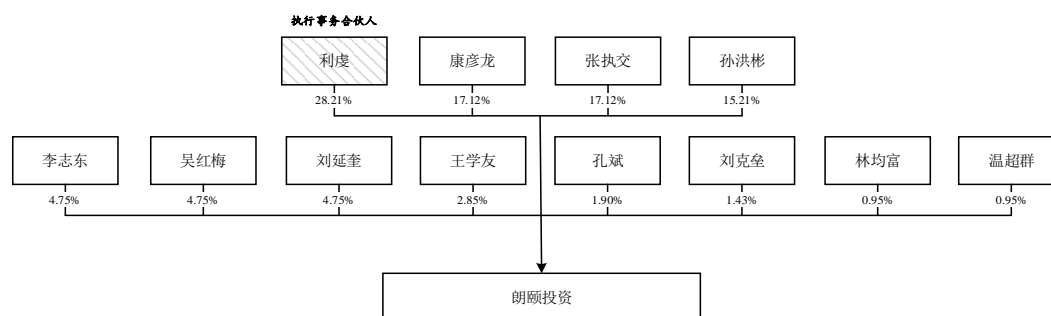 执行事务合伙人
利虔 康彦龙 张执交 孙洪彬
28.21% 17.12% 17.12% 15.21%
李志东 吴红梅 刘延奎 王学友 孔斌 刘克垒 林均富 温超群
4.75% 4.75% 4.75% 2.85% 1.90% 1.43% 0.95% 0.95%
朗颐投资